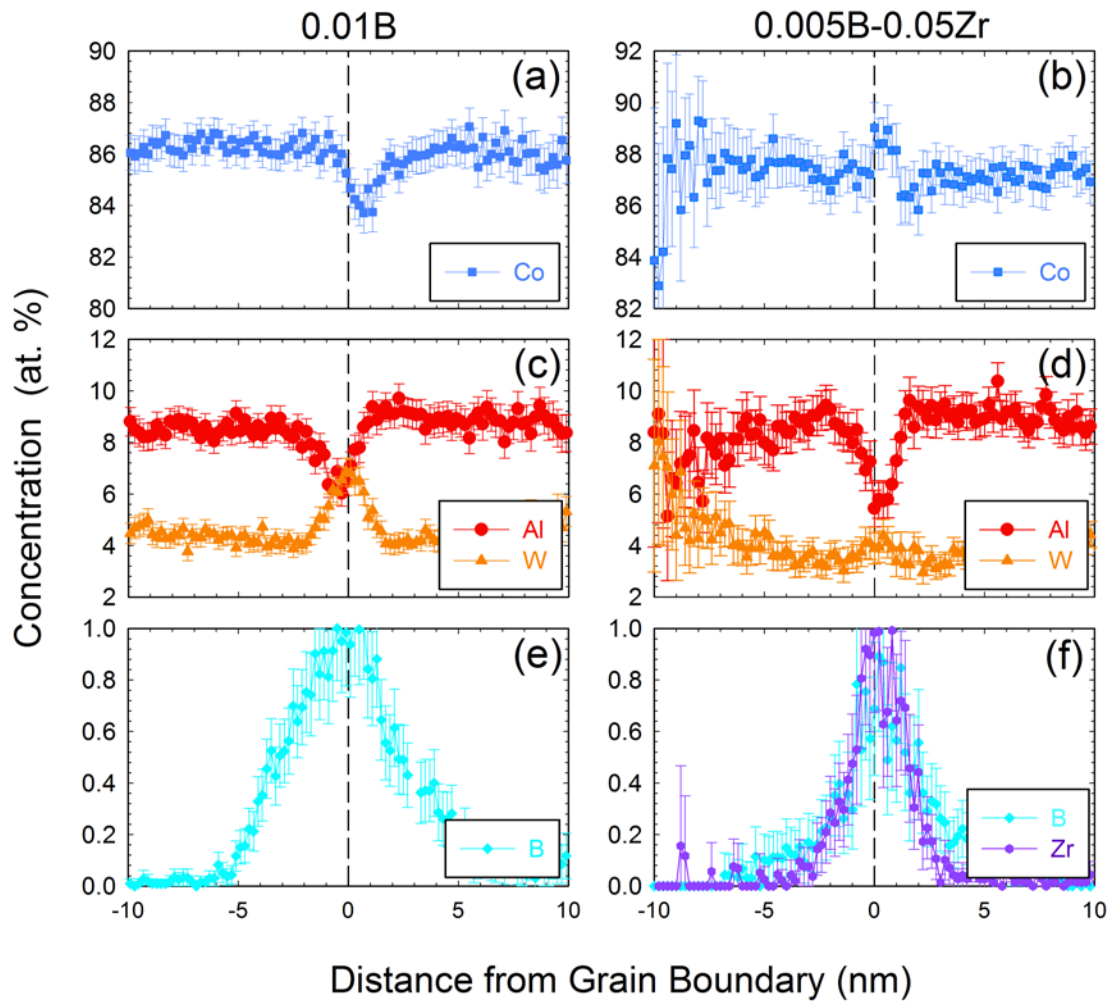 0.01B
0.005B-0.05Zr
90
88
86
84
82
80
(a)
Co
92
90
88
86
84
82
(b)
Co
12
10
8
6
4
2
(c)
Al
W
12
10
8
6
4
2
(d)
Al
W
1.0
0.8
0.6
0.4
0.2
0.0
(e)
B
-10
-5
0
5
10
1.0
0.8
0.6
0.4
0.2
0.0
(f)
B
Zr
-10
-5
0
5
10
Concentration (at. %)
Distance from Grain Boundary (nm)